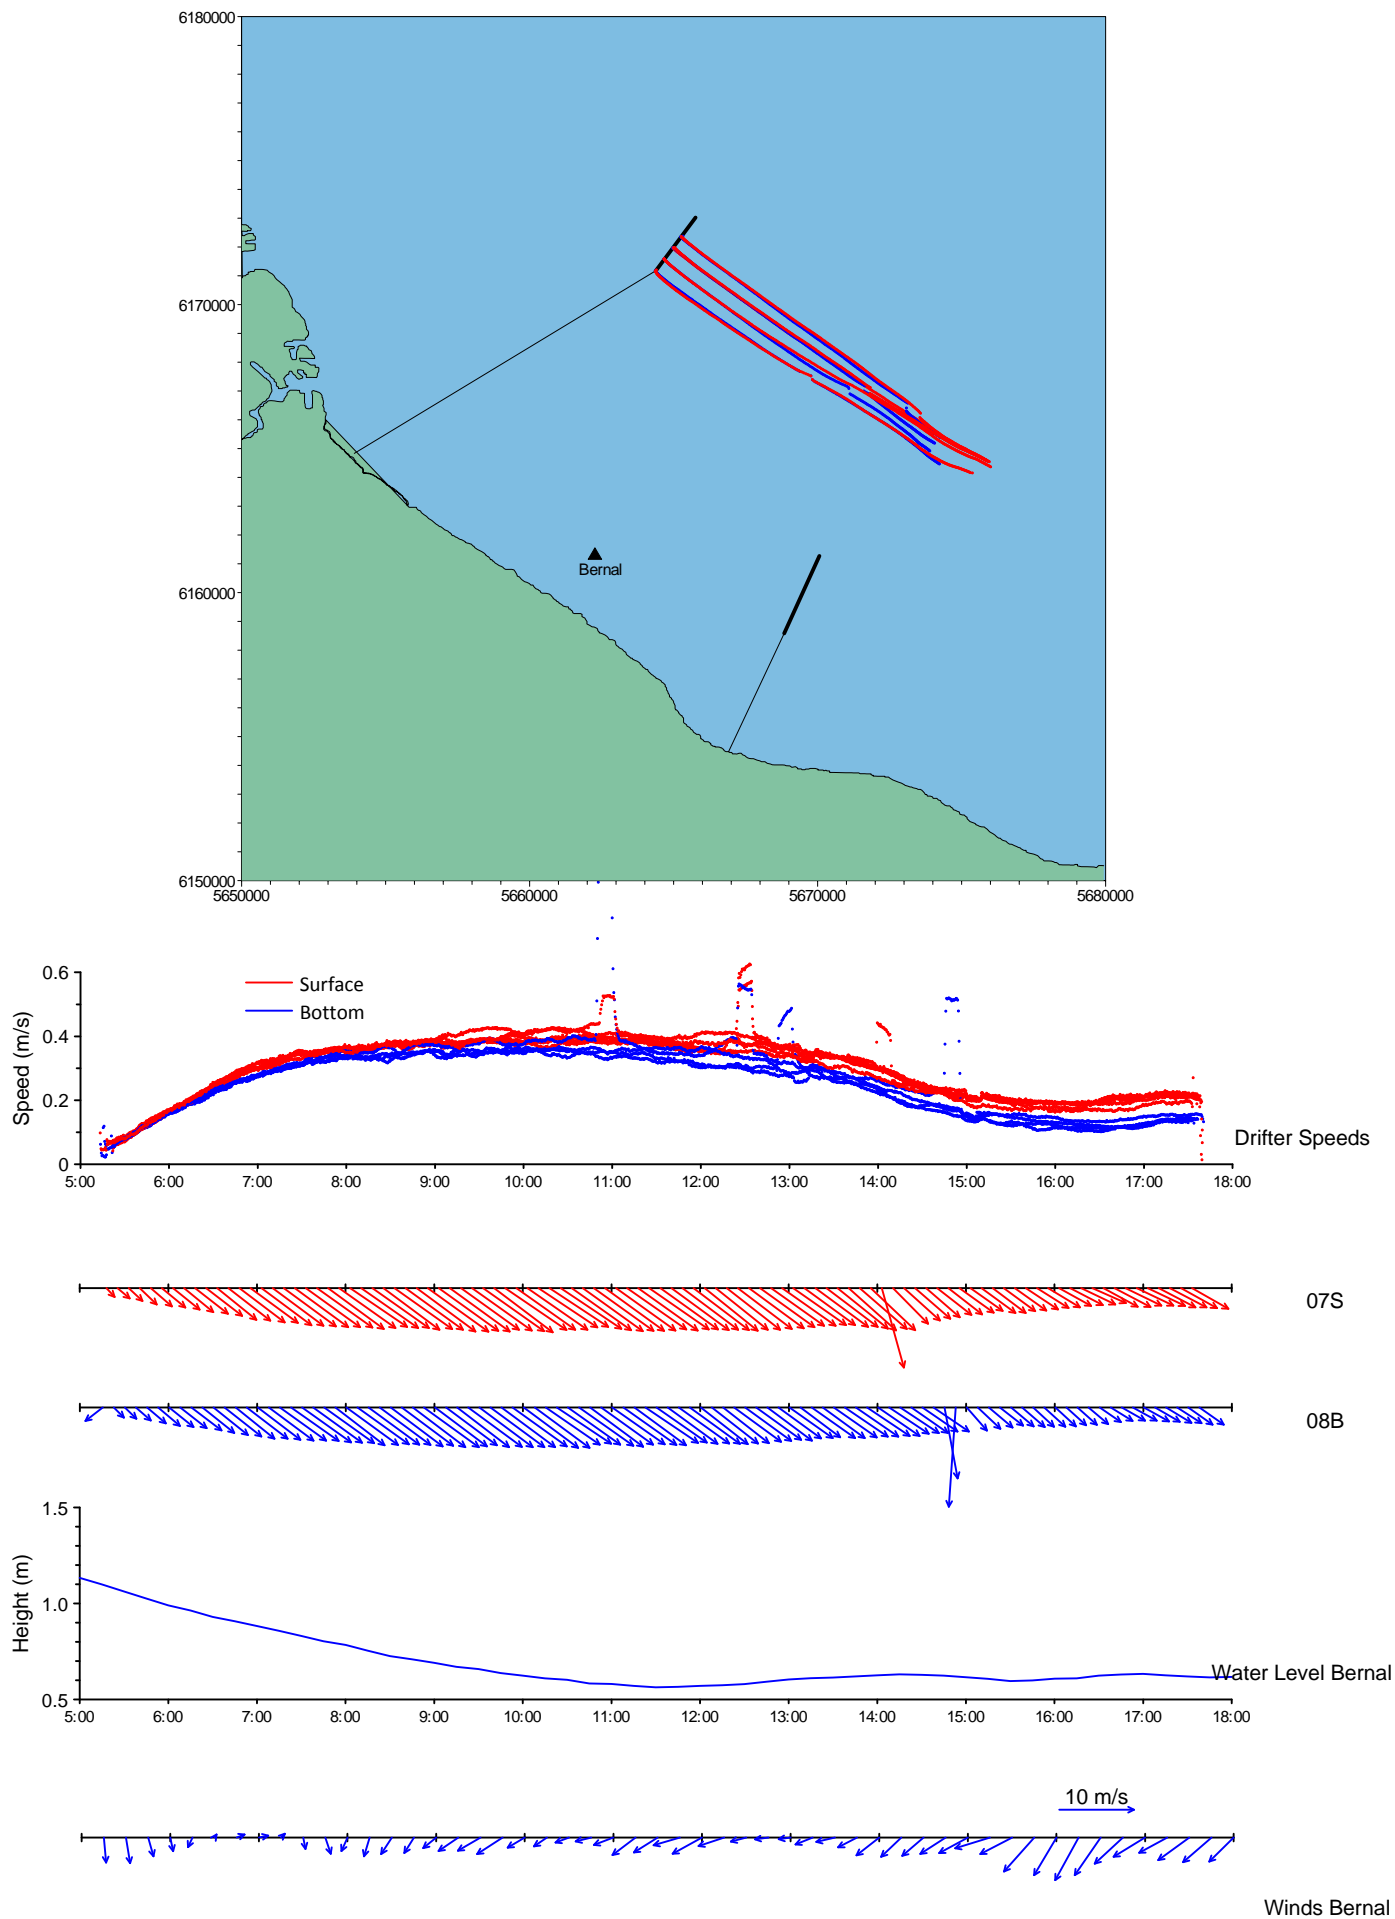 6180000
6170000
6160000
6150000
Bernal
5650000 5660000 5670000 5680000
Speed (m/s)
0.6
0.4
0.2
0
Surface
Bottom
Drifter Speeds
5:00 6:00 7:00 8:00 9:00 10:00 11:00 12:00 13:00 14:00 15:00 16:00 17:00 18:00
07S
08B
Height (m)
1.5
1.0
0.5
Water Level Bernal
5:00 6:00 7:00 8:00 9:00 10:00 11:00 12:00 13:00 14:00 15:00 16:00 17:00 18:00
10 m/s
Winds Bernal